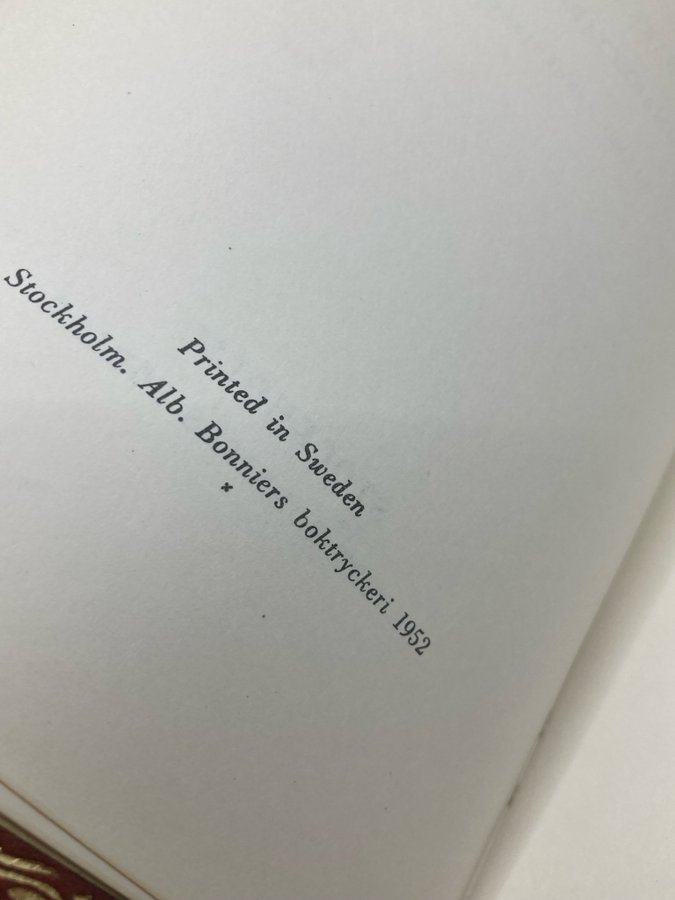 Printed in Sweden
Stockholm. Alb. Bonniers boktryckeri 1952
*